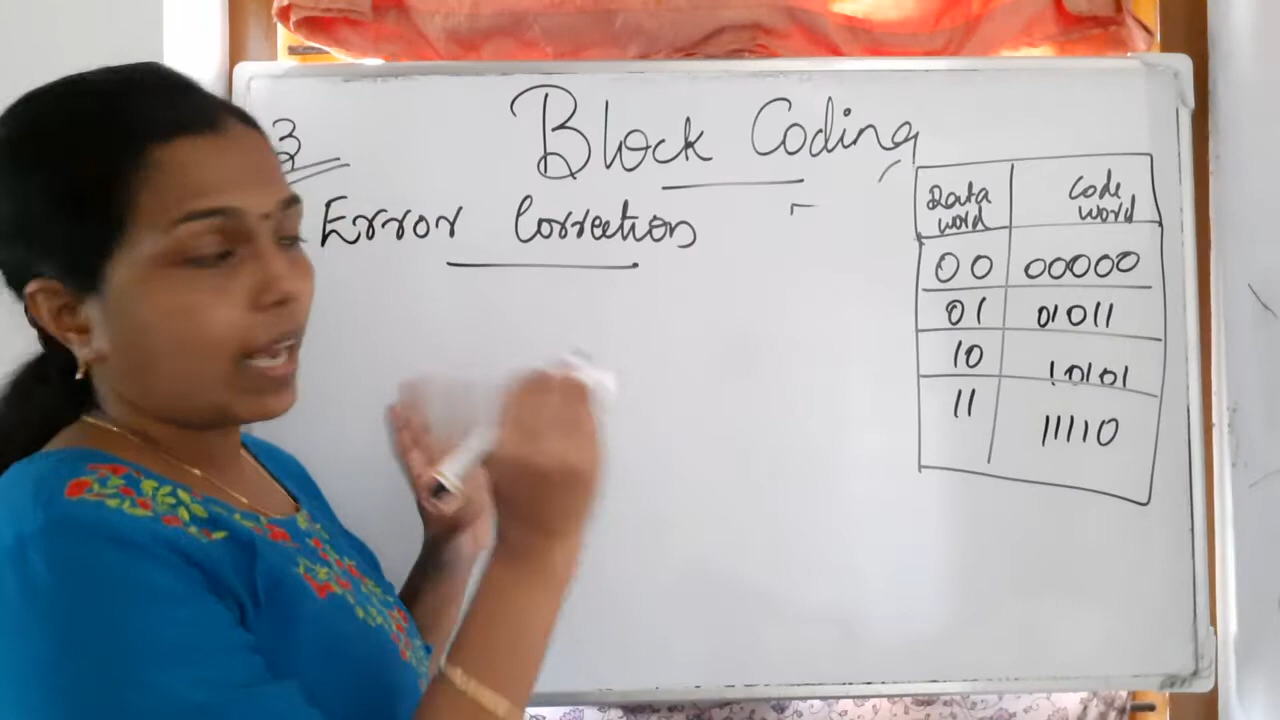 3
Block Coding
Error Correction
Data word Code word
00 00000
01 01011
10 10101
11 11110